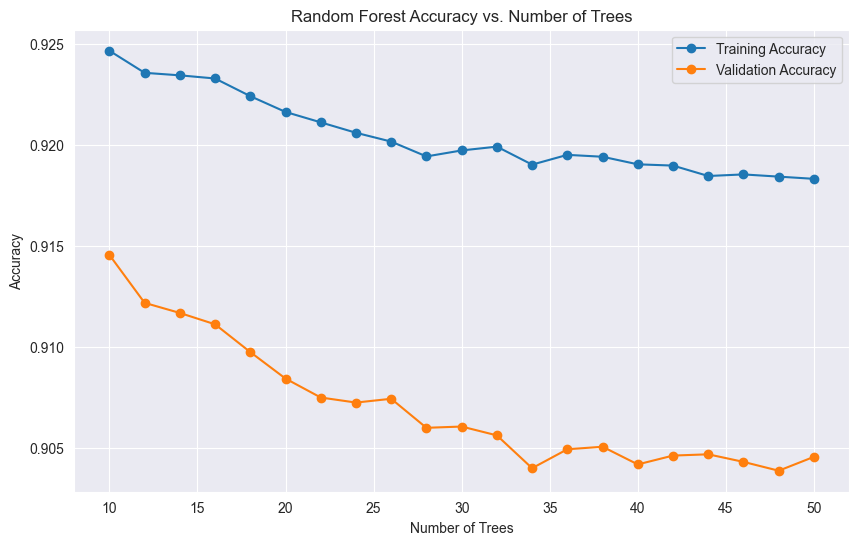 Random Forest Accuracy vs. Number of Trees
Training Accuracy
Validation Accuracy
Accuracy
0.925
0.920
0.915
0.910
0.905
10 15 20 25 30 35 40 45 50
Number of Trees